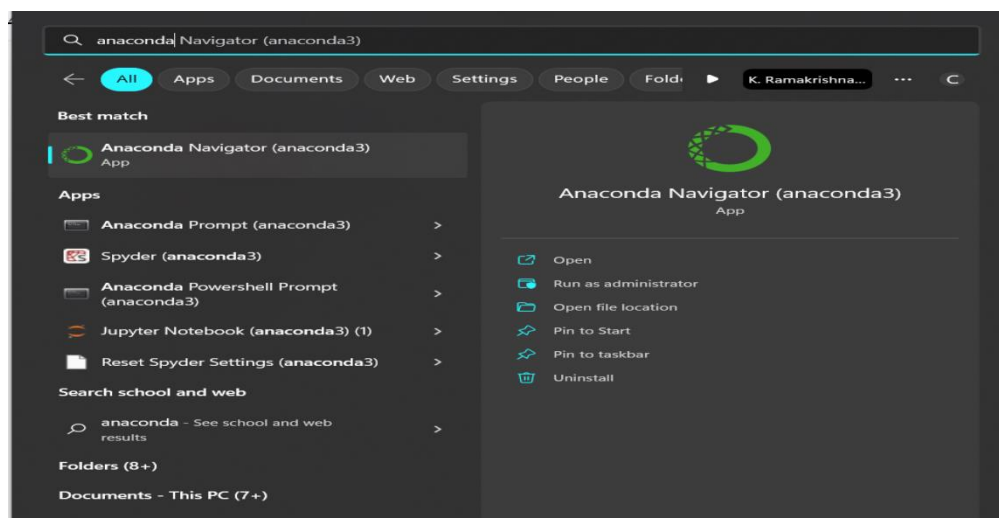 anaconda Navigator (anaconda3)
All Apps Documents Web Settings People Fold K. Ramakrishna... ... C
Best match
Anaconda Navigator (anaconda3)
App
Apps
Anaconda Prompt (anaconda3)
Spyder (anaconda3)
Anaconda Powershell Prompt
(anaconda3)
Jupyter Notebook (anaconda3) (1)
Reset Spyder Settings (anaconda3)
Search school and web
anaconda - See school and web
results
Folders (8+)
Documents - This PC (7+)
Anaconda Navigator (anaconda3)
App
Open
Run as administrator
Open file location
Pin to Start
Pin to taskbar
Uninstall